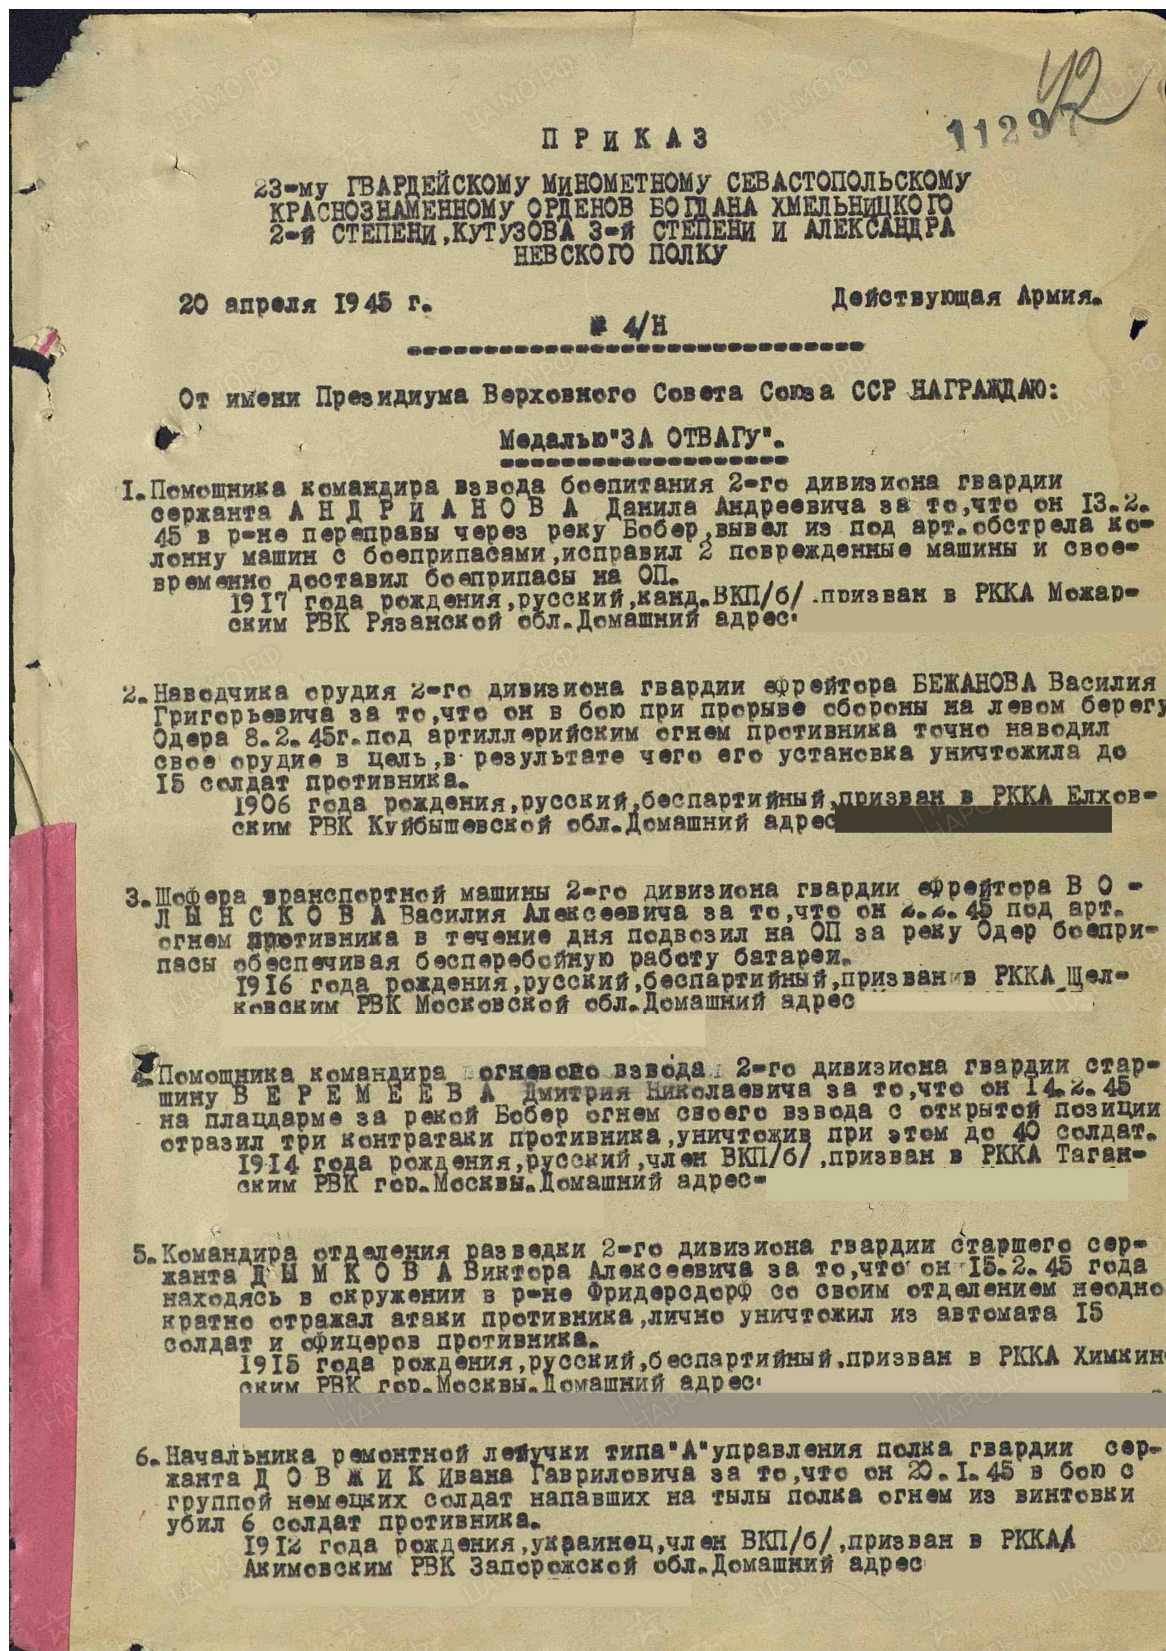 42
11297
ПРИКАЗ
23-му ГВАРДЕЙСКОМУ МИНОМЕТНОМУ СЕВАСТОПОЛЬСКОМУ
КРАСНОЗНАМЕННОМУ ОРДЕНОВ БОГДАНА ХМЕЛЬНИЦКОГО
2-й СТЕПЕНИ,КУТУЗОВА 3-й СТЕПЕНИ И АЛЕКСАНДРА
НЕВСКОГО ПОЛКУ
20 апреля 1945 г. Действующая Армия.
№ 4/Н
От имени Президиума Верховного Совета Союза ССР НАГРАЖДАЮ:
Медалью"ЗА ОТВАГУ".
1.Помощника командира взвода боепитания 2-го дивизиона гвардии
сержанта А Н Д Р И А Н О В А Данила Андреевича за то,что он 13.2.
45 в р-не переправы через реку Бобер,вывел из под арт.обстрела ко-
лонну машин с боеприпасами,исправил 2 поврежденные машины и свое-
временно доставил боеприпасы на ОП.
1917 года рождения,русский,канд.ВКП/б/.призван в РККА Можар-
ским РВК Рязанской обл.Домашний адрес
2.Наводчика орудия 2-го дивизиона гвардии ефрейтора БЕЖАНОВА Василия
Григорьевича за то,что он в бою при прорыве обороны на левом берегу
Одера 8.2.45г.под артиллерийским огнем противника точно наводил
свое орудие в цель,в результате чего его установка уничтожила до
15 солдат противника.
1906 года рождения,русский,беспартийный,призван в РККА Елхов-
ским РВК Куйбышевской обл.Домашний адрес
3.Шофера транспортной машины 2-го дивизиона гвардии ефрейтора В О -
Л Ы Н С К О В А Василия Алексеевича за то,что он 2.2.45 под арт.
огнем противника в течение дня подвозил на ОП за реку Одер боепри-
пасы обеспечивая бесперебойную работу батареи.
1916 года рождения,русский,беспартийный,призван в РККА Щел-
ковским РВК Московской обл.Домашний адрес
4.Помощника командира огневого взвода 2-го дивизиона гвардии стар-
шину В Е Р Е М Е Е В А Дмитрия Николаевича за то,что он 14.2.45
на плацдарме за рекой Бобер огнем своего взвода с открытой позиции
отразил три контратаки противника,уничтожив при этом до 40 солдат.
1914 года рождения,русский,член ВКП/б/,призван в РККА Таган-
ским РВК гор.Москвы.Домашний адрес-
5.Командира отделения разведки 2-го дивизиона гвардии старшего сер-
жанта Д Ы М К О В А Виктора Алексеевича за то,что он 15.2.45 года
находясь в окружении в р-не Фридерсдорф со своим отделением неодно
кратно отражал атаки противника,лично уничтожил из автомата 15
солдат и офицеров противника.
1915 года рождения,русский,беспартийный,призван в РККА Химкин
ским РВК гор.Москвы.Домашний адрес
6.Начальника ремонтной летучки типа"А"управления полка гвардии сер-
жанта Д О В Ж И К Ивана Гавриловича за то,что он 20.1.45 в бою с
группой немецких солдат напавших на тылы полка огнем из винтовки
убил 6 солдат противника.
1912 года рождения,украинец,член ВКП/б/,призван в РККА
Акимовским РВК Запорожской обл.Домашний адрес